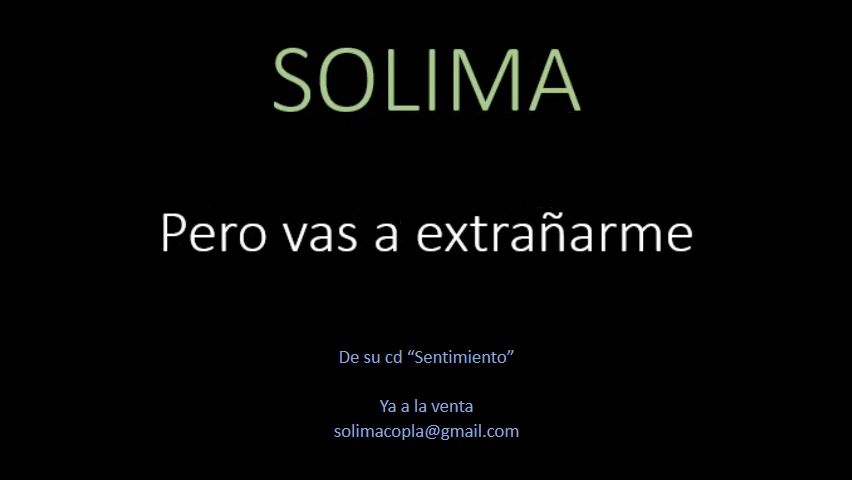 SOLIMA
Pero vas a extrañarme
De su cd “Sentimiento”
Ya a la venta
solimacopla@gmail.com